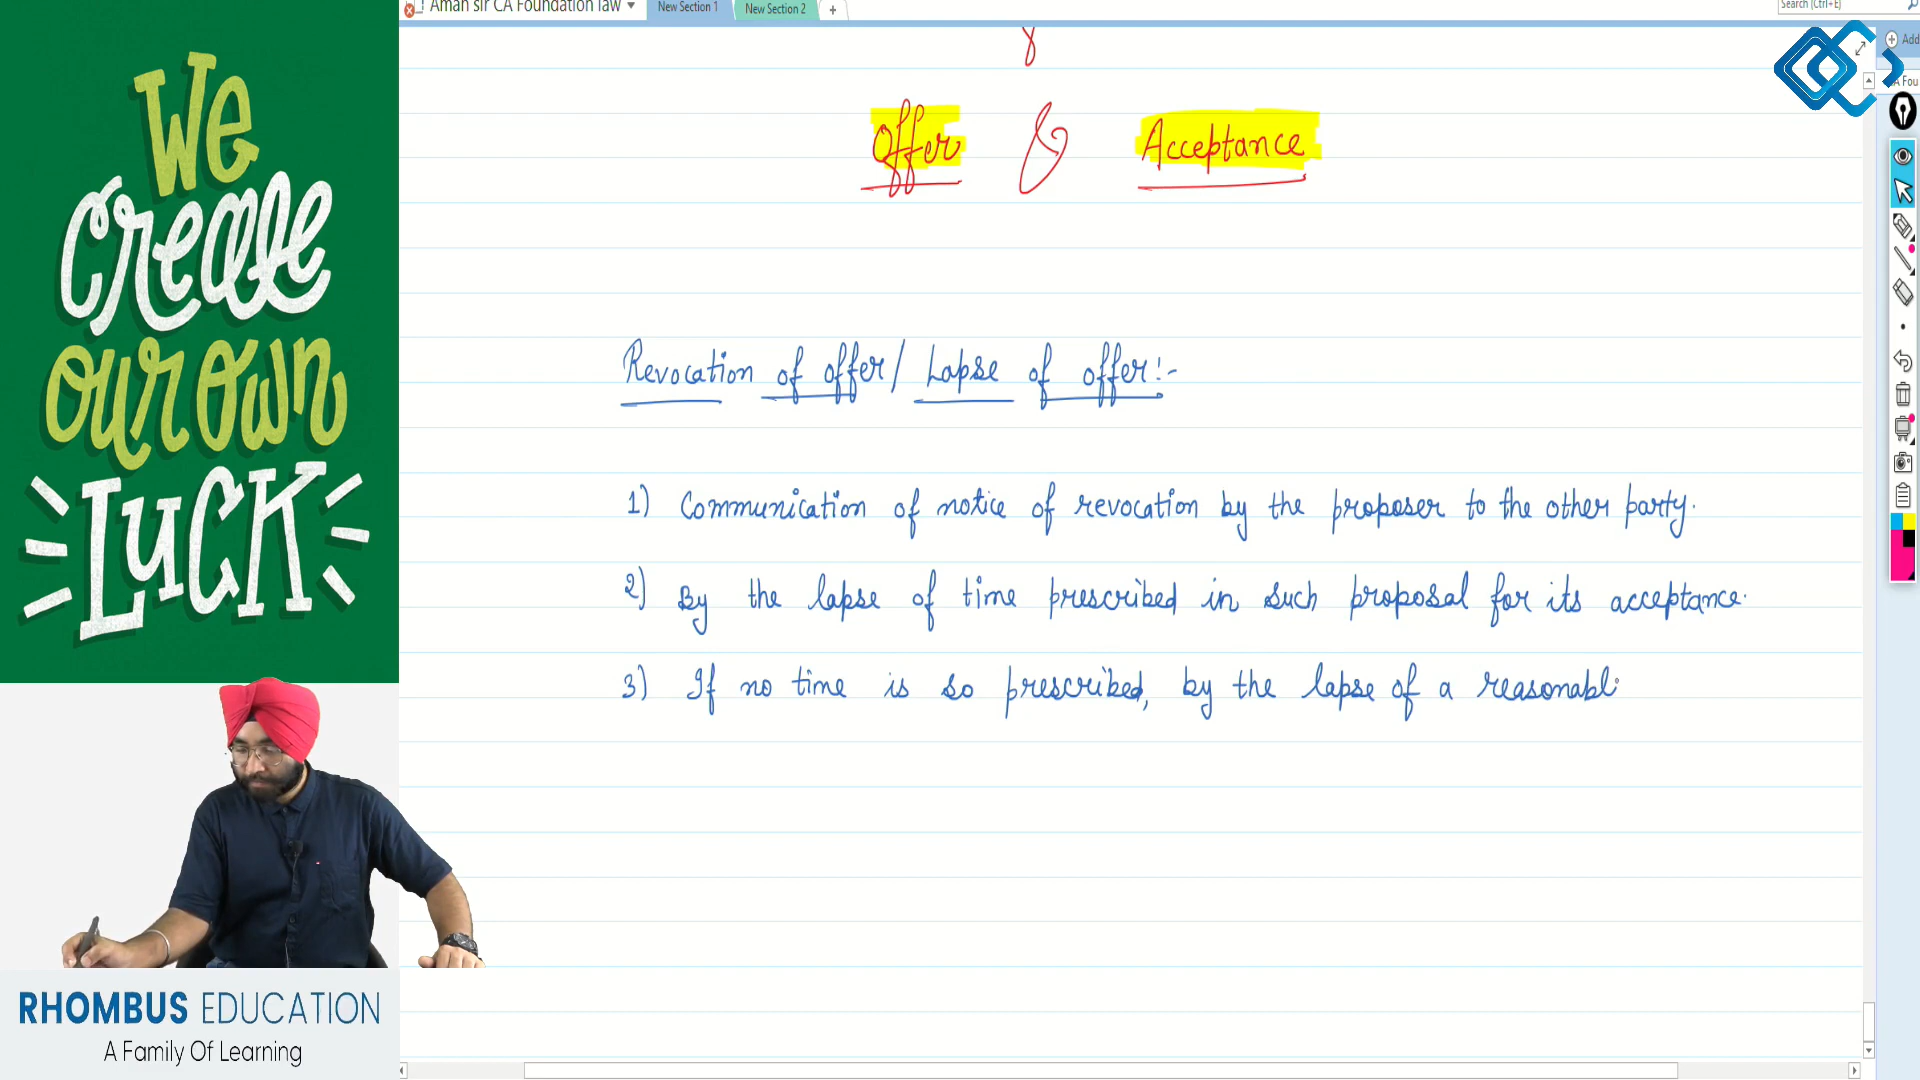 Aman sir CA Foundation law
New Section 1
New Section 2
Search (Ctrl+E)
Add
Offer & Acceptance
Revocation of offer / Lapse of offer:-
1) Communication of notice of revocation by the proposer to the other party.
2) By the lapse of time prescribed in such proposal for its acceptance.
3) If no time is so prescribed, by the lapse of a reasonabl
We
create
our own
Luck
RHOMBUS EDUCATION
A Family Of Learning